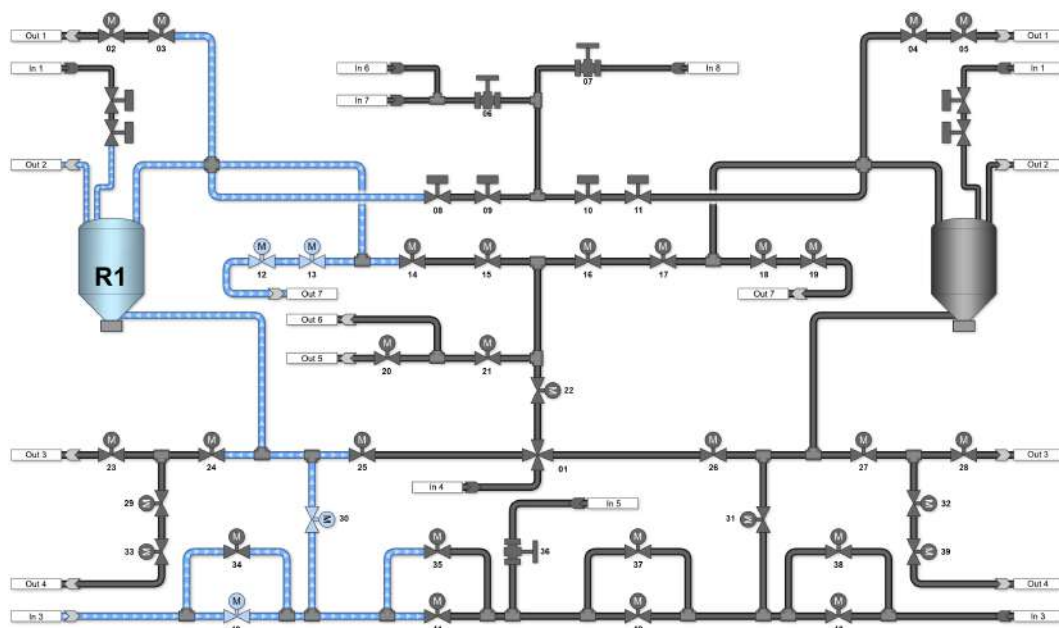 M M M M
Out 1 02 03 04 05 Out 1
In 1 In 6 07 In 8 In 1
In 7 06
Out 2 Out 2
08 09 10 11
R1
M M M M M M M M
12 13 14 15 16 17 18 19
Out 7 Out 7
Out 6
M M
Out 5 20 21
M 22
M M M M M M
Out 3 23 24 25 01 26 27 28 Out 3
In 4
29 M In 5 M 32
M 30 31 M
33 M M 34 M 35 36 M 37 M 38 M 39
Out 4 Out 4
M M M M
In 3 In 3